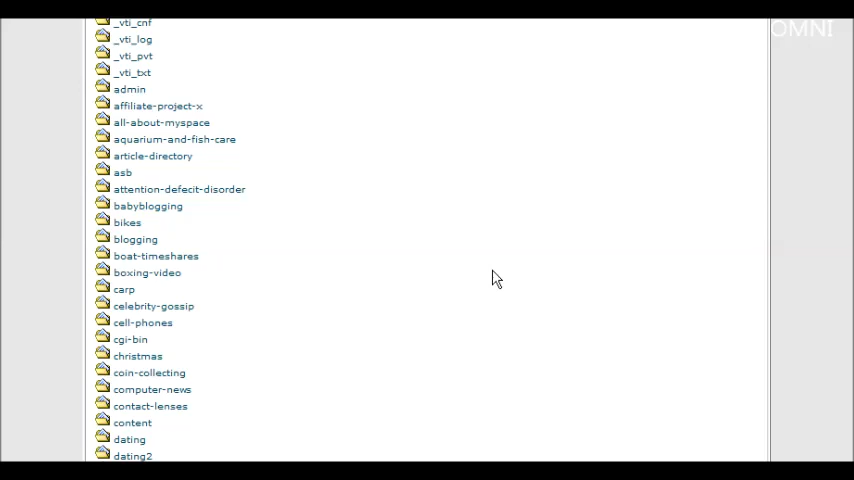 OMNI
_vti_cnf
_vti_log
_vti_pvt
_vti_txt
admin
affiliate-project-x
all-about-myspace
aquarium-and-fish-care
article-directory
asb
attention-defecit-disorder
babyblogging
bikes
blogging
boat-timeshares
boxing-video
carp
celebrity-gossip
cell-phones
cgi-bin
christmas
coin-collecting
computer-news
contact-lenses
content
dating
dating2